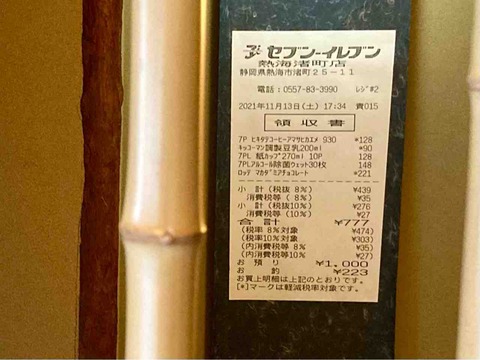 セブン-イレブン
熱海渚町店
静岡県熱海市渚町25-11
電話:0557-83-3990 レジ#2
2021年11月13日(土) 17:34 責015
領収書
7P ヒキタテコーヒーアマサヒカエメ 930 *128
キッコーマン調製豆乳200ml *90
7PL 紙カップ270ml 10P 128
7PLアルコール除菌ウェット30枚 148
ロッテ マカダミアチョコレート *221
小 計(税抜 8%) ¥439
消費税等(8%) ¥35
小 計(税抜10%) ¥276
消費税等(10%) ¥27
合 計 ¥777
(税率 8%対象 ¥474)
(税率10%対象 ¥303)
(内消費税等 8% ¥35)
(内消費税等10% ¥27)
お 預 り ¥1,000
お 釣 ¥223
お買上明細は上記のとおりです。
[*]マークは軽減税率対象です。